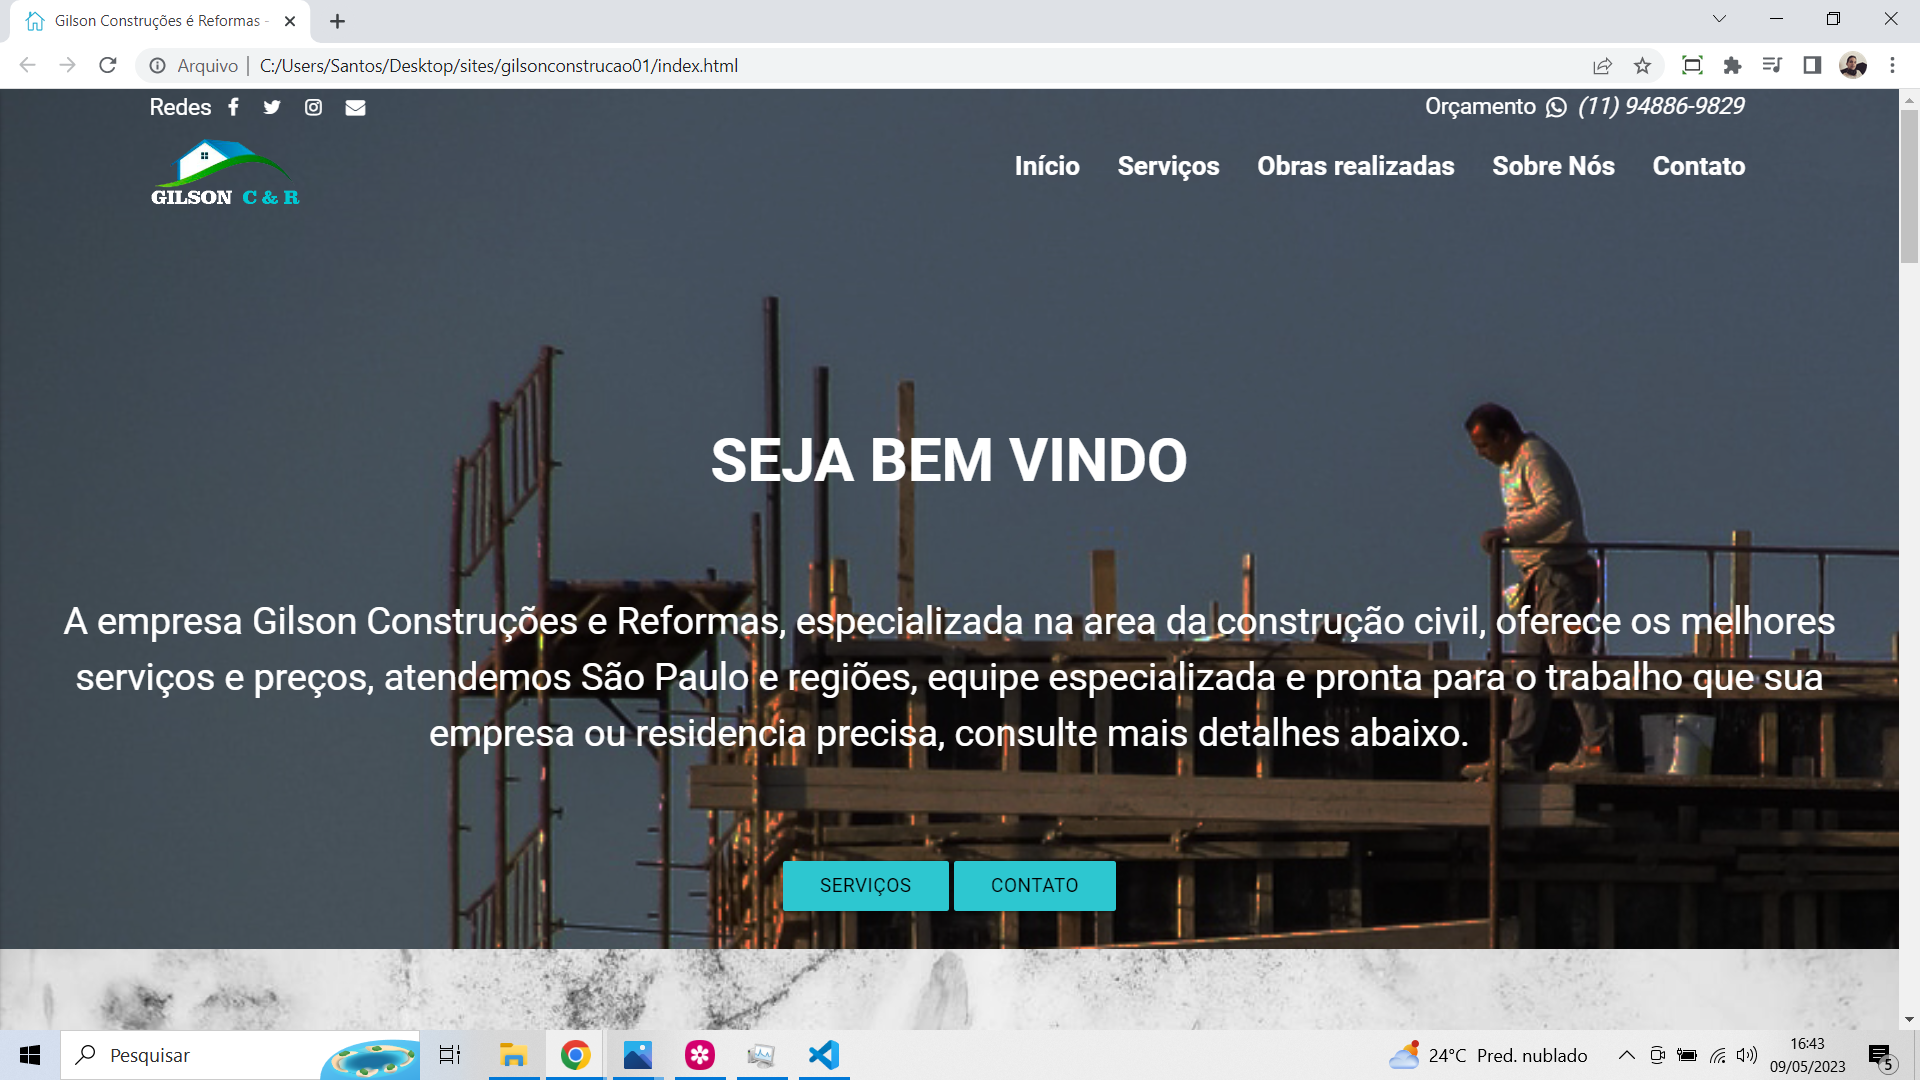 Gilson Construções é Reformas -
Arquivo
C:/Users/Santos/Desktop/sites/gilsonconstrucao01/index.html
Redes
Orçamento (11) 94886-9829
GILSON C & R
Início Serviços Obras realizadas Sobre Nós Contato
SEJA BEM VINDO
A empresa Gilson Construções e Reformas, especializada na area da construção civil, oferece os melhores
serviços e preços, atendemos São Paulo e regiões, equipe especializada e pronta para o trabalho que sua
empresa ou residencia precisa, consulte mais detalhes abaixo.
SERVIÇOS CONTATO
Pesquisar
24°C Pred. nublado
16:43
09/05/2023
5